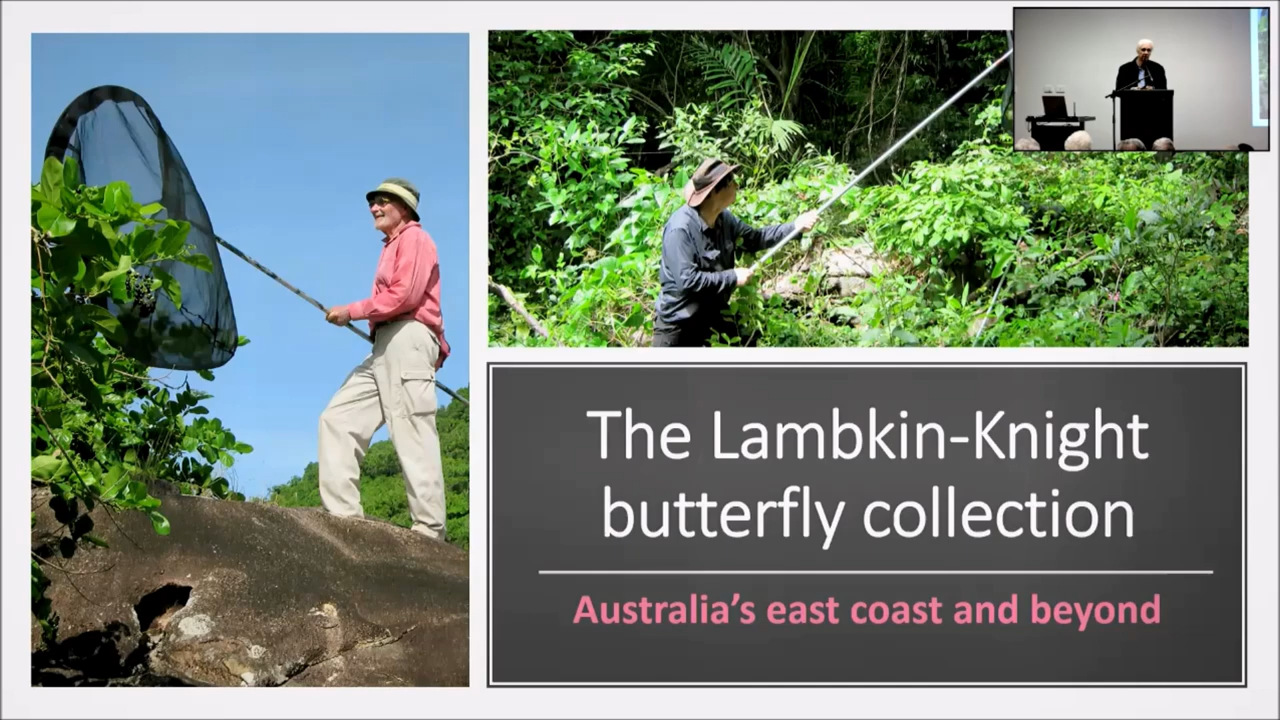 The Lambkin-Knight
butterfly collection
Australia’s east coast and beyond